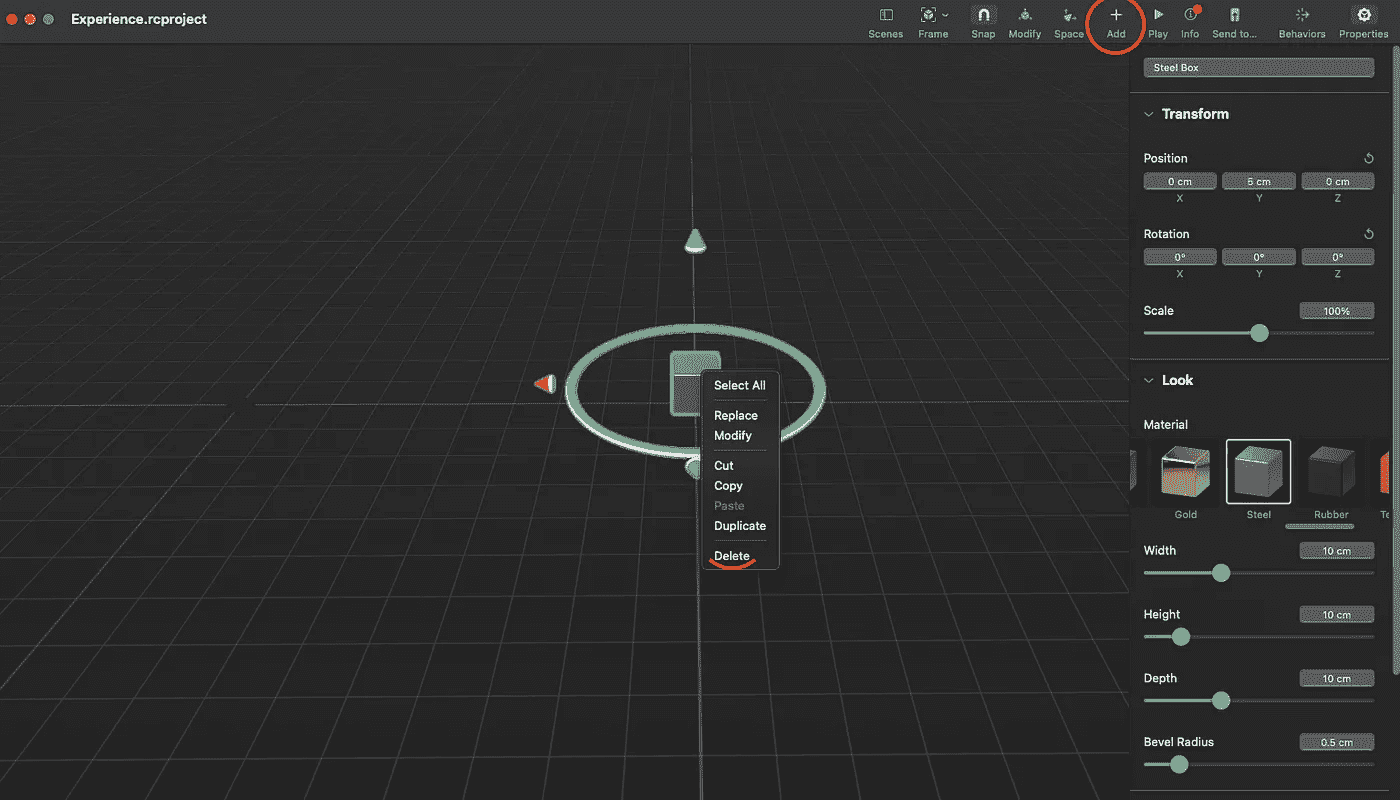 Experience.rcproject
Scenes Frame Snap Modify Space Add Play Info Send to... Behaviors Properties
Steel Box
Transform
Position
0 cm 5 cm 0 cm
X Y Z
Rotation
0° 0° 0°
X Y Z
Scale 100%
Look
Material
Gold Steel Rubber Te
Width 10 cm
Height 10 cm
Depth 10 cm
Bevel Radius 0.5 cm
Select All
Replace
Modify
Cut
Copy
Paste
Duplicate
Delete